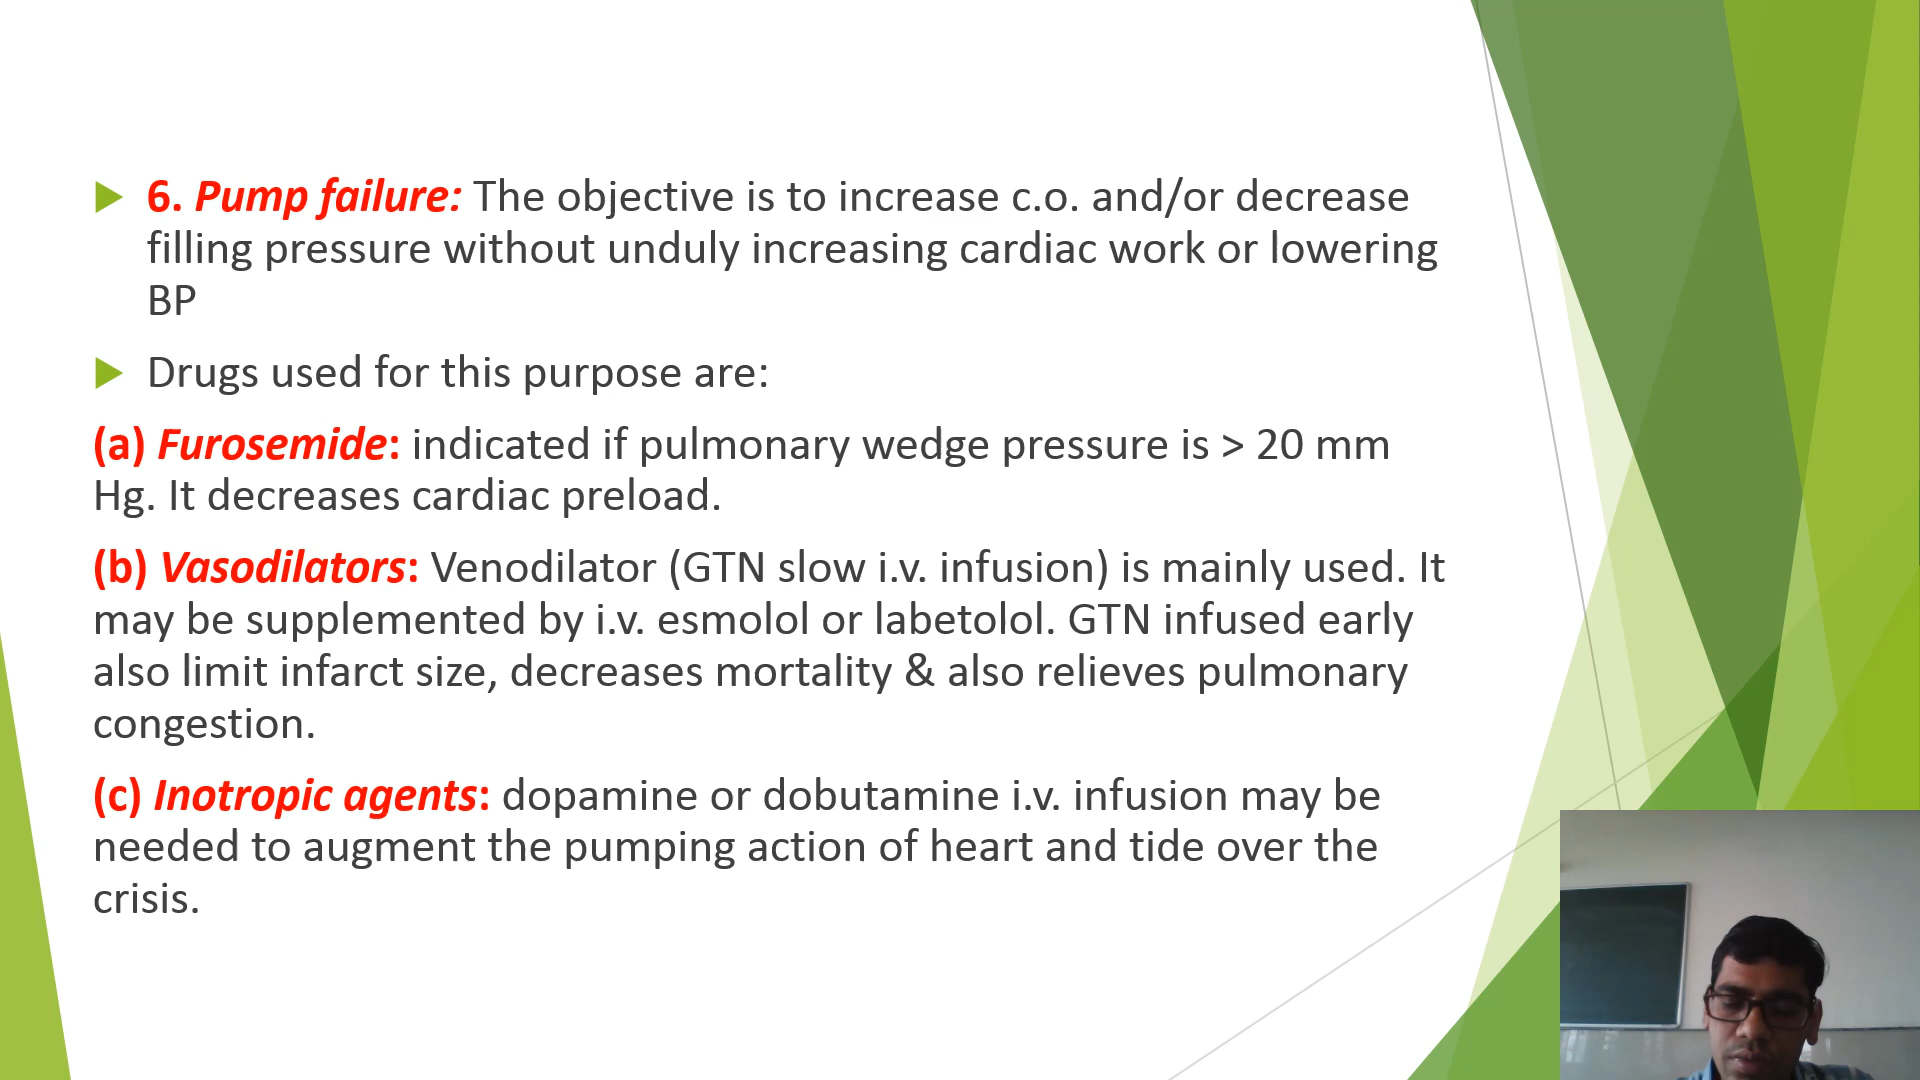 6. Pump failure: The objective is to increase c.o. and/or decrease
filling pressure without unduly increasing cardiac work or lowering
BP
Drugs used for this purpose are:
(a) Furosemide: indicated if pulmonary wedge pressure is > 20 mm
Hg. It decreases cardiac preload.
(b) Vasodilators: Venodilator (GTN slow i.v. infusion) is mainly used. It
may be supplemented by i.v. esmolol or labetolol. GTN infused early
also limit infarct size, decreases mortality & also relieves pulmonary
congestion.
(c) Inotropic agents: dopamine or dobutamine i.v. infusion may be
needed to augment the pumping action of heart and tide over the
crisis.